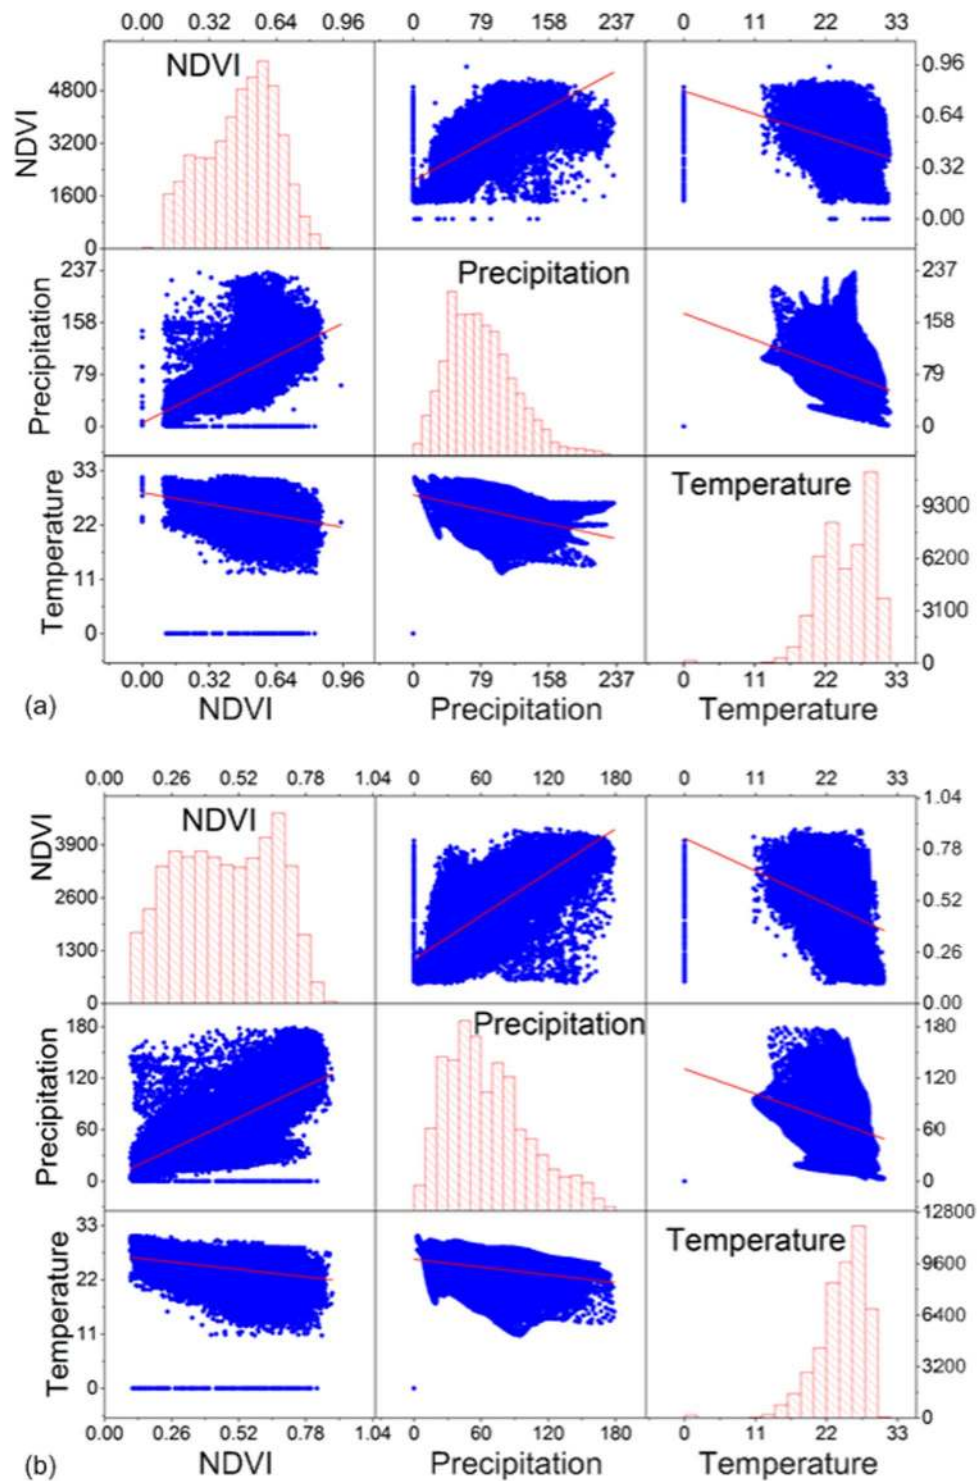 0.00 0.32 0.64 0.96 0 79 158 237 0 11 22 33
NDVI
NDVI
4800
3200
1600
0
0.96
0.64
0.32
0.00
Precipitation
Precipitation
237
158
79
0
237
158
79
0
Temperature
Temperature
33
22
11
0
9300
6200
3100
0
0.00 0.32 0.64 0.96 0 79 158 237 0 11 22 33
(a) NDVI Precipitation Temperature
0.00 0.26 0.52 0.78 1.04 0 60 120 180 0 11 22 33
NDVI
NDVI
3900
2600
1300
0
1.04
0.78
0.52
0.26
0.00
Precipitation
Precipitation
180
120
60
0
180
120
60
0
Temperature
Temperature
33
22
11
0
12800
9600
6400
3200
0
0.00 0.26 0.52 0.78 1.04 0 60 120 180 0 11 22 33
(b) NDVI Precipitation Temperature